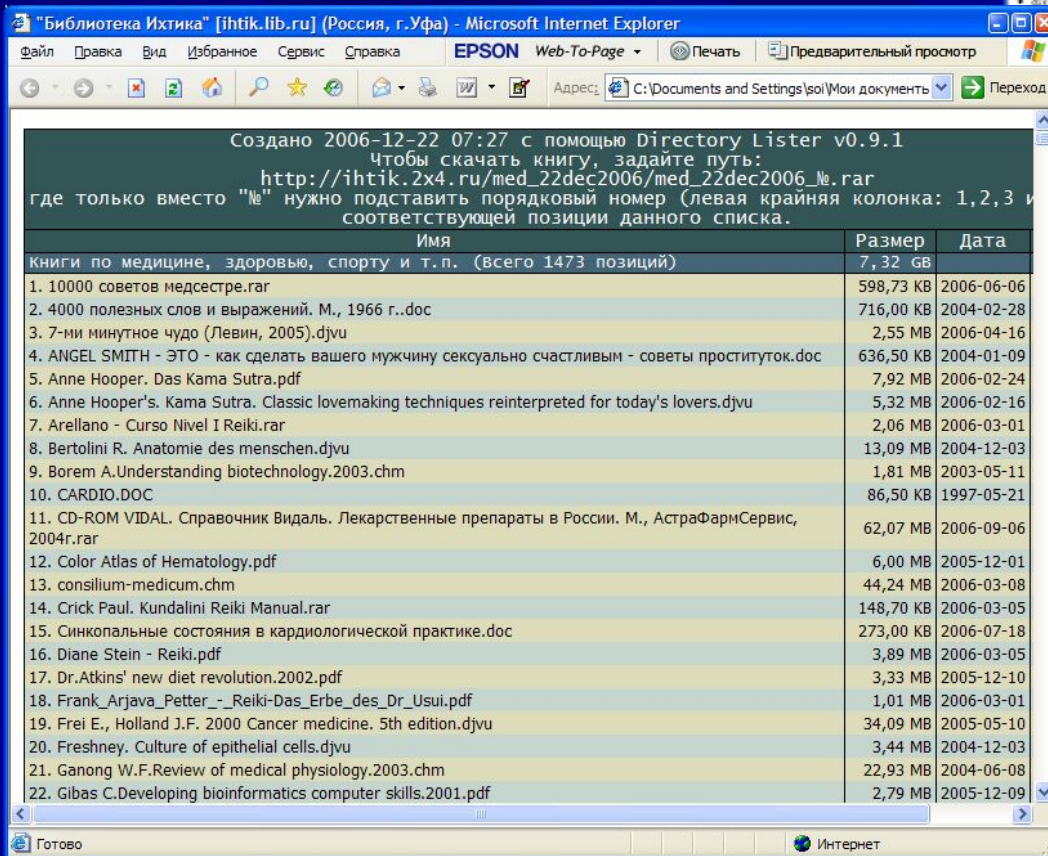 "Библиотека Ихтика" [ihtik.lib.ru] (Россия, г.Уфа) - Microsoft Internet Explorer
Файл Правка Вид Избранное Сервис Справка EPSON Web-To-Page Печать Предварительный просмотр
Адрес: C:\Documents and Settings\soi\Мои документы Переход
Создано 2006-12-22 07:27 с помощью Directory Lister v0.9.1
Чтобы скачать книгу, задайте путь:
http://ihtik.2x4.ru/med_22dec2006/med_22dec2006_№.rar
где только вместо "№" нужно подставить порядковый номер (левая крайняя колонка: 1,2,3 и
соответствующей позиции данного списка.
Имя Размер Дата
Книги по медицине, здоровью, спорту и т.п. (Всего 1473 позиций) 7,32 GB
1. 10000 советов медсестре.rar 598,73 KB 2006-06-06
2. 4000 полезных слов и выражений. М., 1966 г..doc 716,00 KB 2004-02-28
3. 7-ми минутное чудо (Левин, 2005).djvu 2,55 MB 2006-04-16
4. ANGEL SMITH - ЭТО - как сделать вашего мужчину сексуально счастливым - советы проституток.doc 636,50 KB 2004-01-09
5. Anne Hooper. Das Kama Sutra.pdf 7,92 MB 2006-02-24
6. Anne Hooper's. Kama Sutra. Classic lovemaking techniques reinterpreted for today's lovers.djvu 5,32 MB 2006-02-16
7. Arellano - Curso Nivel I Reiki.rar 2,06 MB 2006-03-01
8. Bertolini R. Anatomie des menschen.djvu 13,09 MB 2004-12-03
9. Borem A.Understanding biotechnology.2003.chm 1,81 MB 2003-05-11
10. CARDIO.DOC 86,50 KB 1997-05-21
11. CD-ROM VIDAL. Справочник Видаль. Лекарственные препараты в России. М., АстраФармСервис,
2004г.rar 62,07 MB 2006-09-06
12. Color Atlas of Hematology.pdf 6,00 MB 2005-12-01
13. consilium-medicum.chm 44,24 MB 2006-03-08
14. Crick Paul. Kundalini Reiki Manual.rar 148,70 KB 2006-03-05
15. Синкопальные состояния в кардиологической практике.doc 273,00 KB 2006-07-18
16. Diane Stein - Reiki.pdf 3,89 MB 2006-03-05
17. Dr.Atkins' new diet revolution.2002.pdf 3,33 MB 2005-12-10
18. Frank_Arjava_Petter_-_Reiki-Das_Erbe_des_Dr_Usui.pdf 1,01 MB 2006-03-01
19. Frei E., Holland J.F. 2000 Cancer medicine. 5th edition.djvu 34,09 MB 2005-05-10
20. Freshney. Culture of epithelial cells.djvu 3,44 MB 2004-12-03
21. Ganong W.F.Review of medical physiology.2003.chm 22,93 MB 2004-06-08
22. Gibas C.Developing bioinformatics computer skills.2001.pdf 2,79 MB 2005-12-09
Готово Интернет